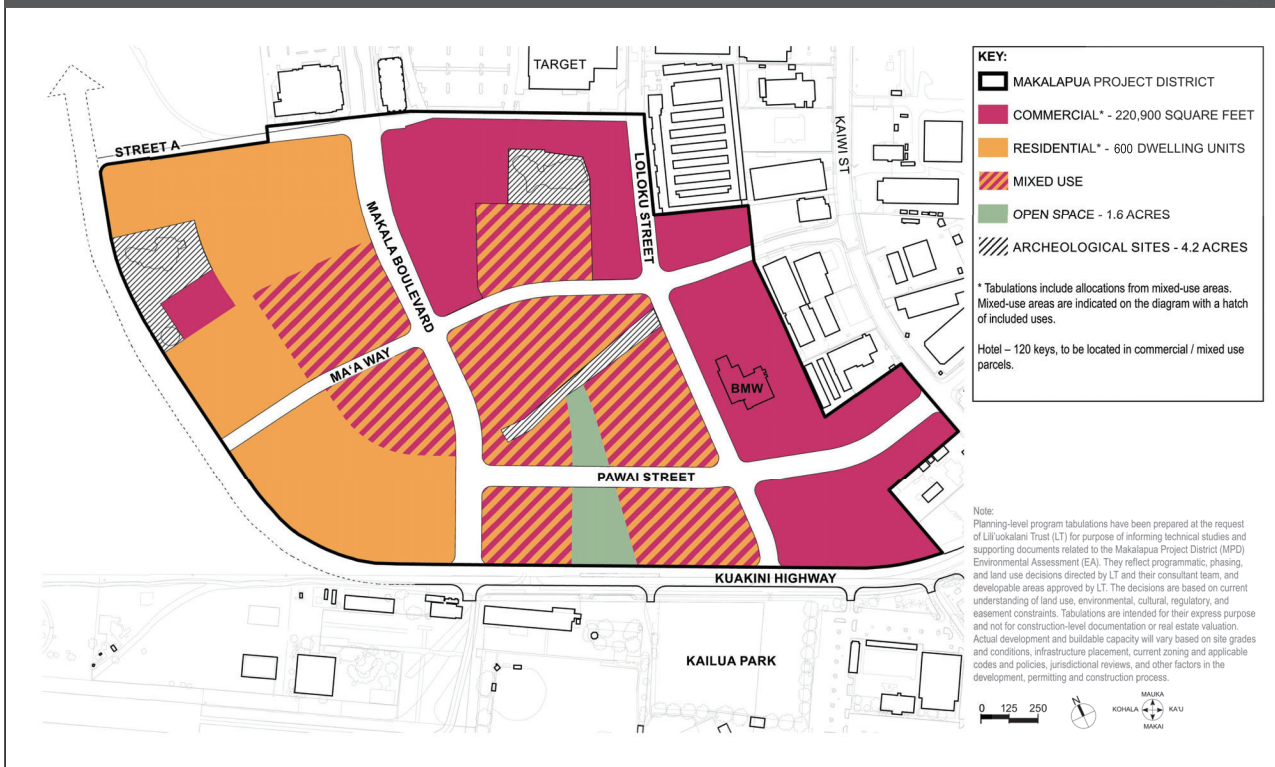 TARGET
STREET A
MAKALA BOULEVARD
LOLOKU STREET
KAIWI ST
MA'A WAY
BMW
PAWAI STREET
KUAKINI HIGHWAY
KAILUA PARK
KEY:
MAKALAPUA PROJECT DISTRICT
COMMERCIAL* - 220,900 SQUARE FEET
RESIDENTIAL* - 600 DWELLING UNITS
MIXED USE
OPEN SPACE - 1.6 ACRES
ARCHEOLOGICAL SITES - 4.2 ACRES
* Tabulations include allocations from mixed-use areas.
Mixed-use areas are indicated on the diagram with a hatch
of included uses.
Hotel – 120 keys, to be located in commercial / mixed use
parcels.
Note:
Planning-level program tabulations have been prepared at the request
of Lili'uokalani Trust (LT) for purpose of informing technical studies and
supporting documents related to the Makalapua Project District (MPD)
Environmental Assessment (EA). They reflect programmatic, phasing,
and land use decisions directed by LT and their consultant team, and
developable areas approved by LT. The decisions are based on current
understanding of land use, environmental, cultural, regulatory, and
easement constraints. Tabulations are intended for their express purpose
and not for construction-level documentation or real estate valuation.
Actual development and buildable capacity will vary based on site grades
and conditions, infrastructure placement, current zoning and applicable
codes and policies, jurisdictional reviews, and other factors in the
development, permitting and construction process.
0 125 250
N
MAUKA
KOHALA KA'U
MAKAI